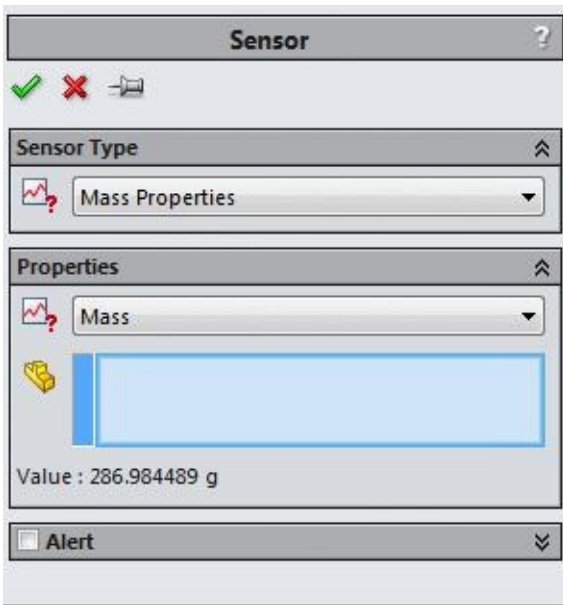 Sensor ?
Sensor Type
Mass Properties
Properties
Mass
Value : 286.984489 g
Alert